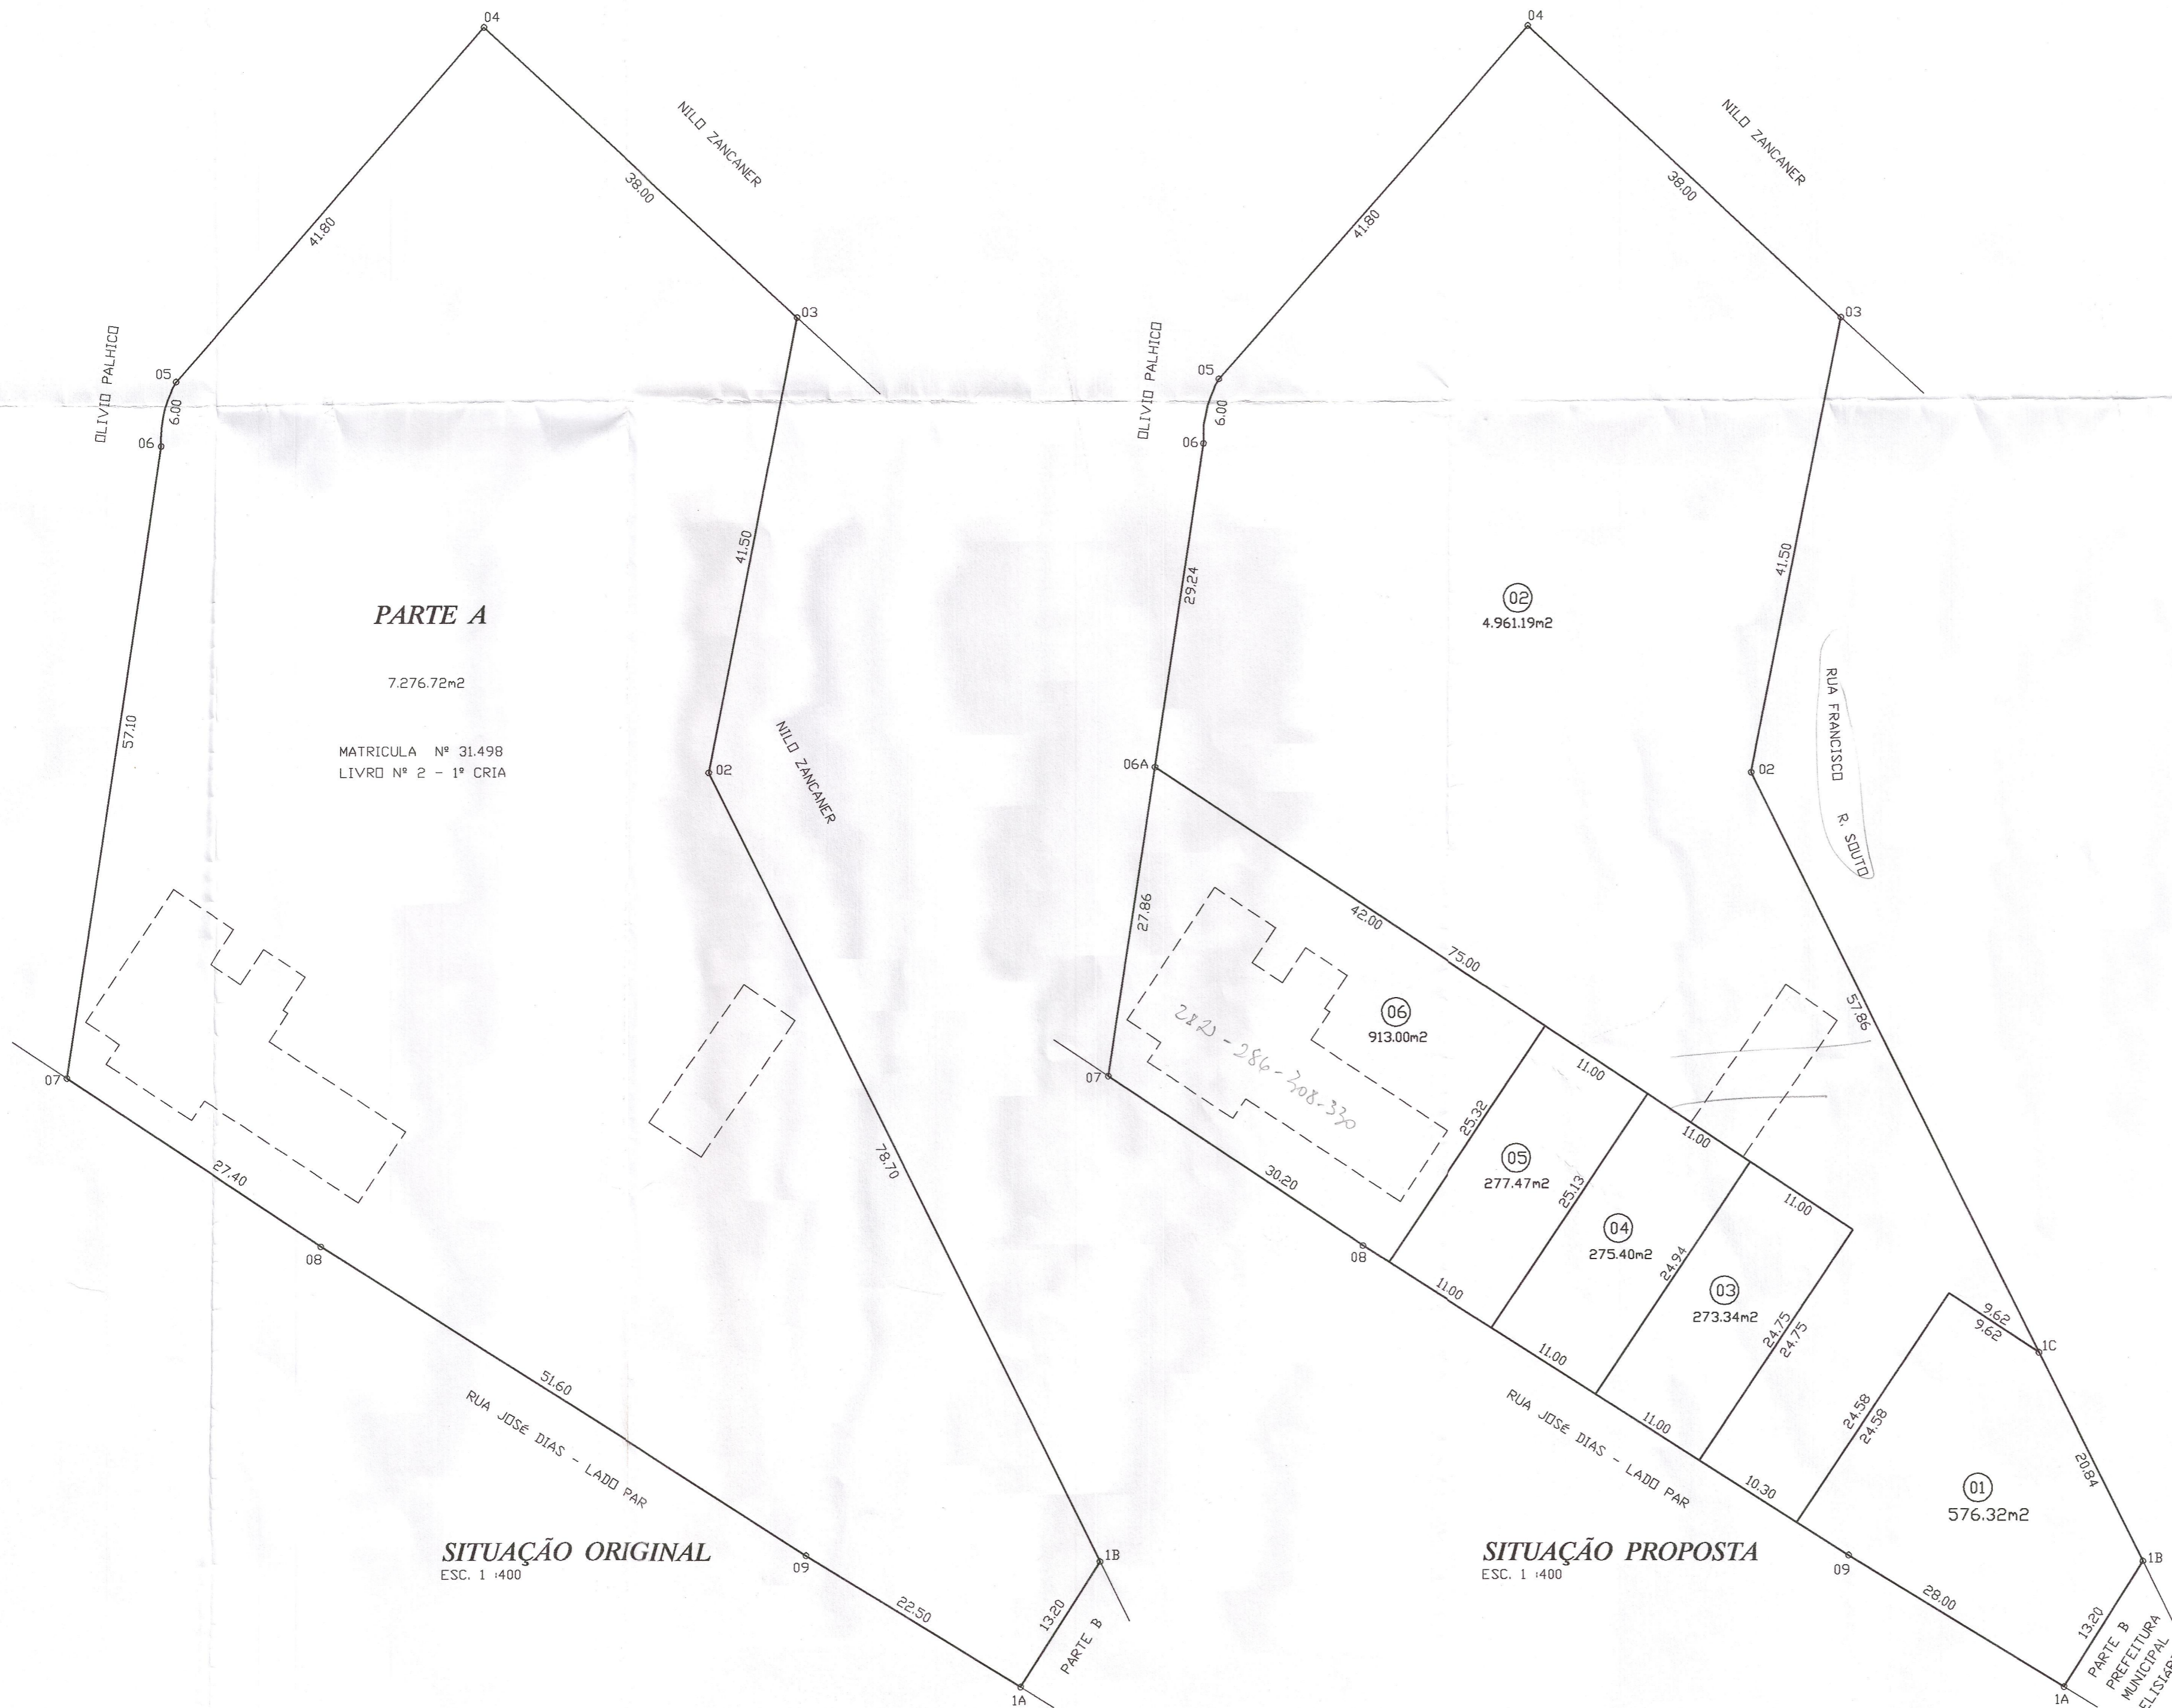 04
NILO ZANCANER
38.00
41.80
03
OLIVIO PALHICO
05
6.00
06
41.50
PARTE A
7.276.72m2
57.10
MATRICULA Nº 31.498
LIVRO Nº 2 - 1º CRIA
02
NILO ZANCANER
07
27.40
08
78.70
51.60
RUA JOSÉ DIAS - LADO PAR
SITUAÇÃO ORIGINAL
ESC. 1 :400
09
22.50
1B
13.20
PARTE B
1A
04
NILO ZANCANER
38.00
41.80
03
OLIVIO PALHICO
05
6.00
06
41.50
29.24
02
4.961.19m2
RUA FRANCISCO R. SOUTO
06A
02
27.86
42.00
75.00
57.86
06
913.00m2
286-308-330
07
11.00
11.00
11.00
25.32
30.20
05
277.47m2
25.13
04
275.40m2
24.94
03
273.34m2
24.75
24.75
08
11.00
11.00
11.00
10.30
9.62
9.62
1C
24.58
24.58
20.84
RUA JOSÉ DIAS - LADO PAR
01
576.32m2
SITUAÇÃO PROPOSTA
ESC. 1 :400
09
28.00
1B
13.20
PARTE B
PREFEITURA
MUNICIPAL
1A